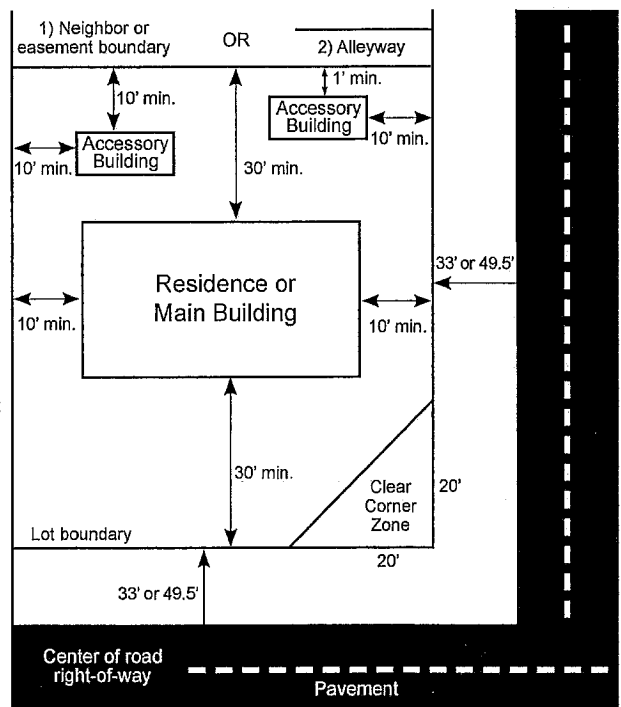 1) Neighbor or
easement boundary
OR
2) Alleyway
10' min.
1' min.
Accessory
Building
10' min.
Accessory
Building
10' min.
30' min.
Residence or
Main Building
10' min.
10' min.
33' or 49.5'
30' min.
Clear
Corner
Zone
20'
Lot boundary
20'
33' or 49.5'
Center of road
right-of-way
Pavement